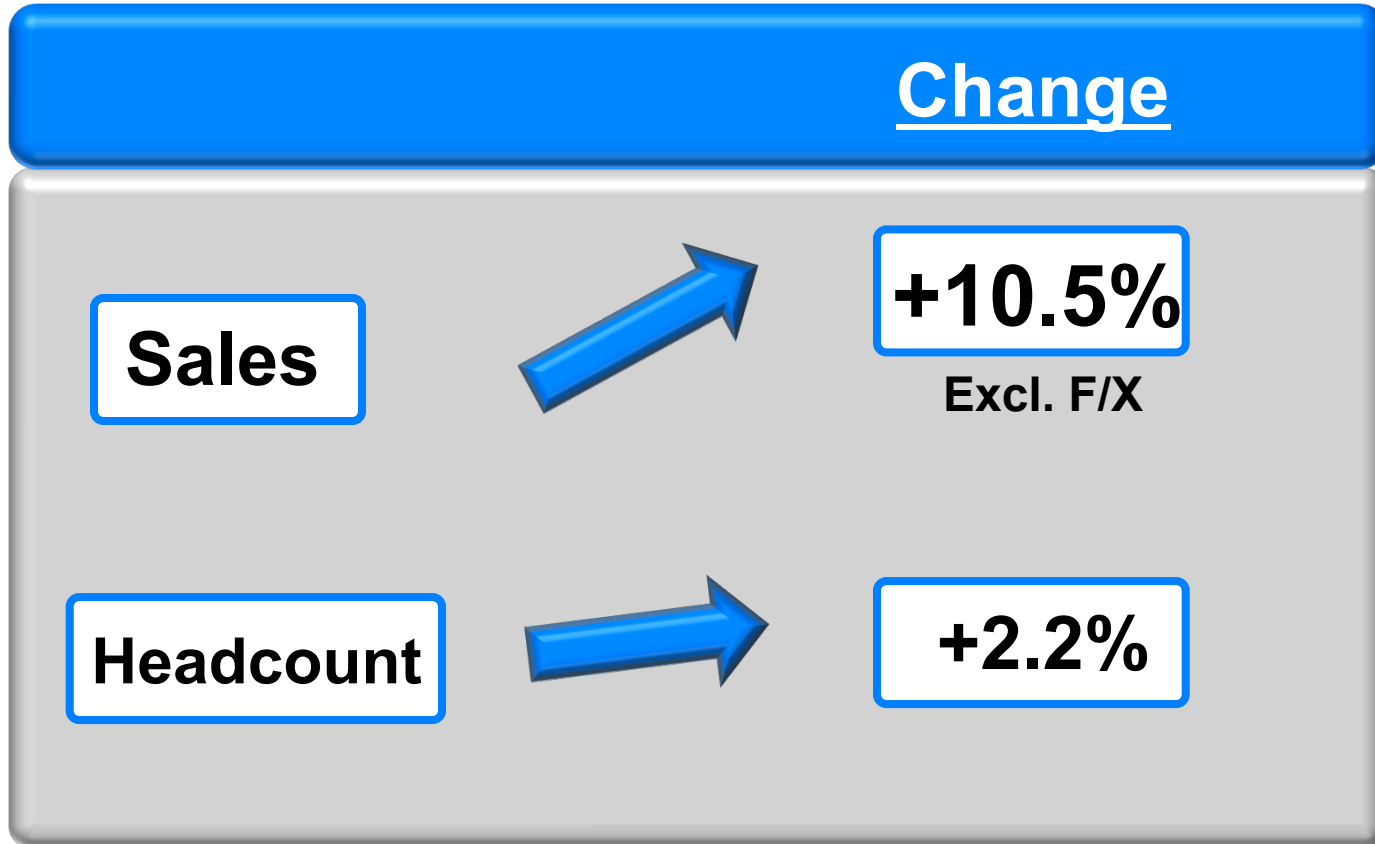 Change
Sales
+10.5%
Excl. F/X
Headcount
+2.2%